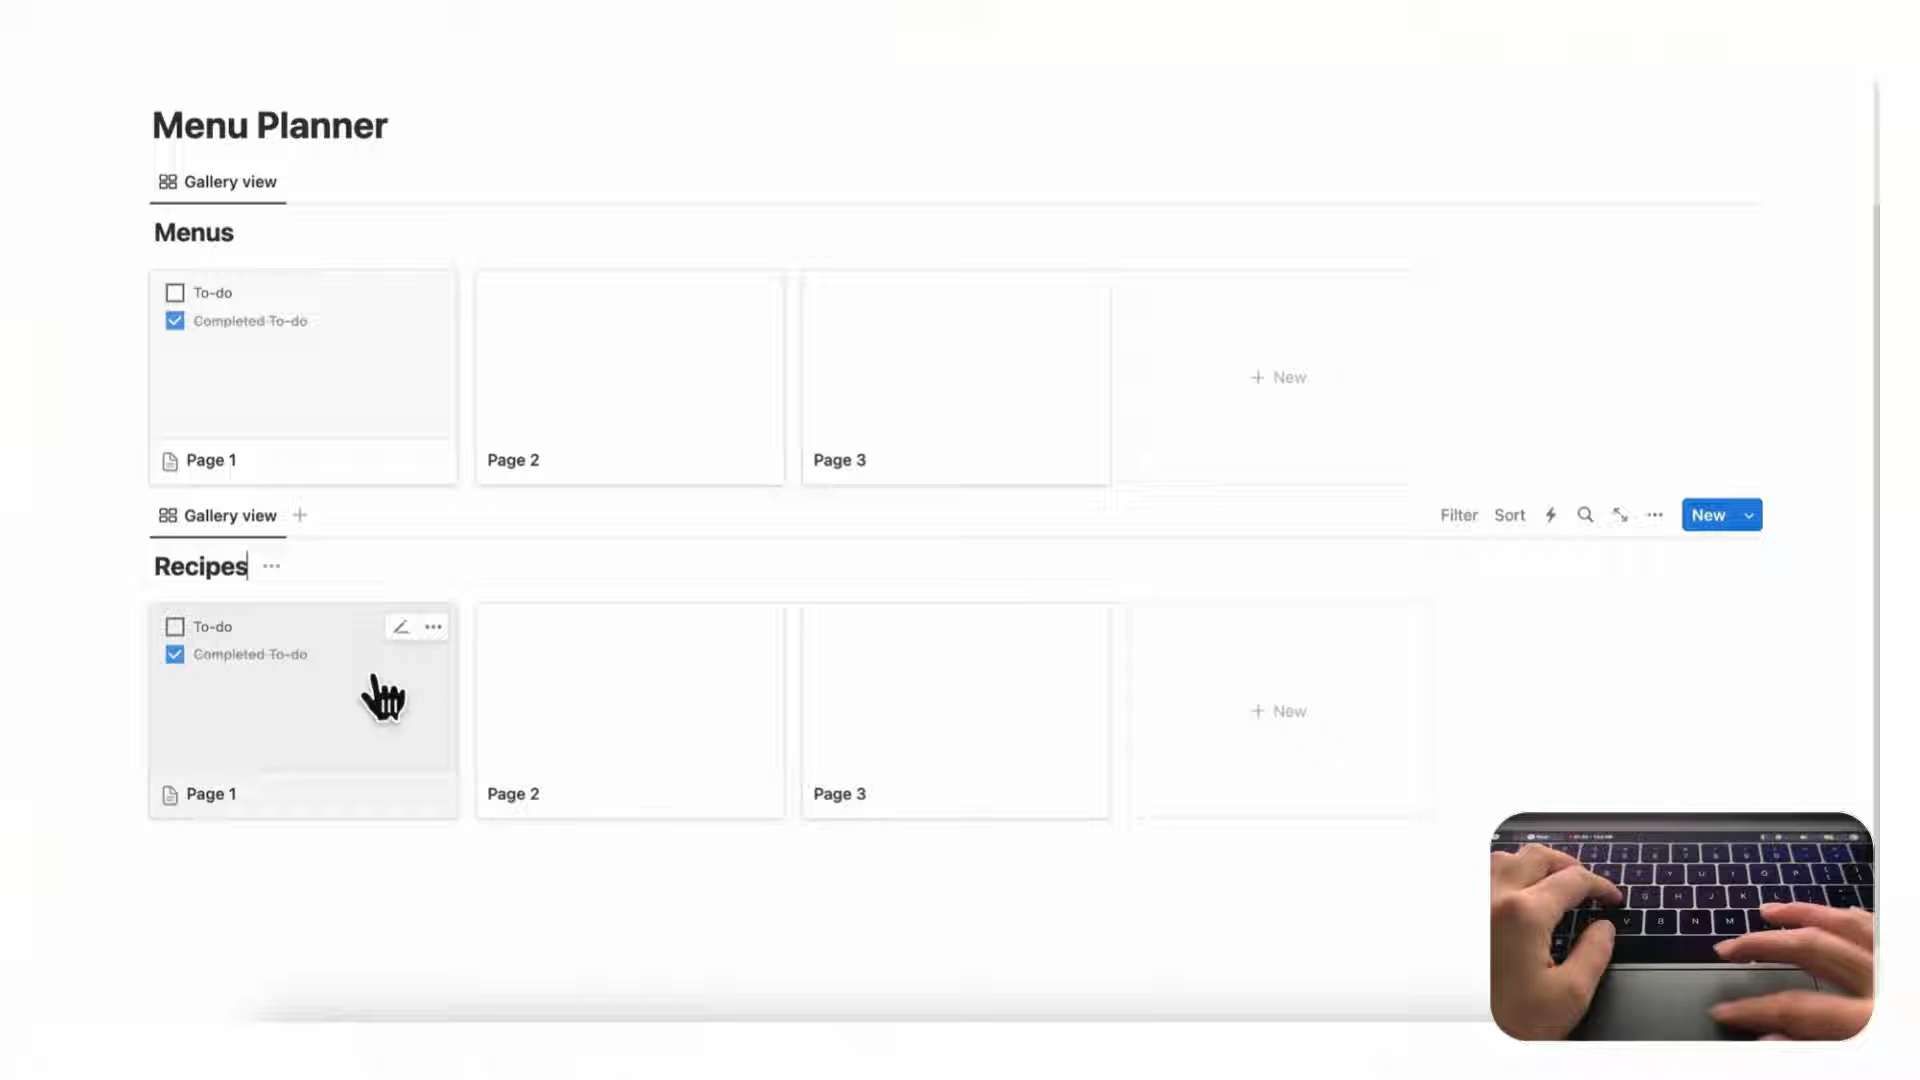 Menu Planner
Gallery view
Menus
To-do
Completed To-do
+ New
Page 1
Page 2
Page 3
Gallery view +
Filter Sort New
Recipes
To-do
Completed To-do
+ New
Page 1
Page 2
Page 3
G H J K
V B N M